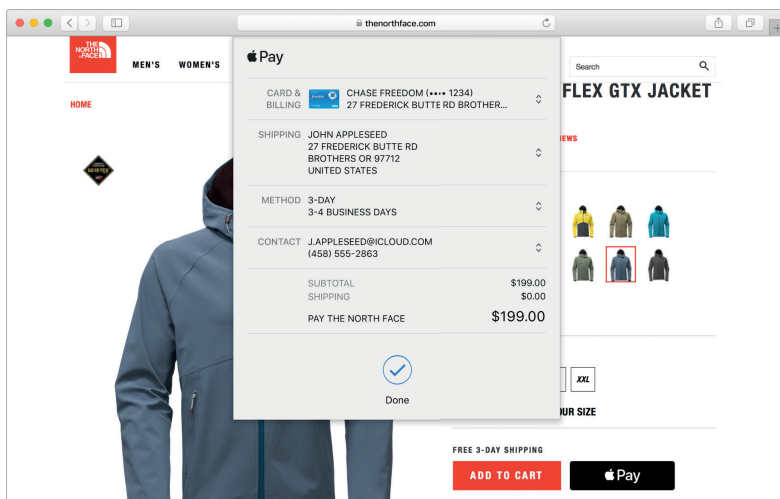 thenorthface.com
THE
NORTH
FACE
MEN'S WOMEN'S
Search
HOME
FLEX GTX JACKET
GORE-TEX
Pay
CARD & BILLING CHASE FREEDOM (•••• 1234)
27 FREDERICK BUTTE RD BROTHER...
SHIPPING JOHN APPLESEED
27 FREDERICK BUTTE RD
BROTHERS OR 97712
UNITED STATES
METHOD 3-DAY
3-4 BUSINESS DAYS
CONTACT J.APPLESEED@ICLOUD.COM
(458) 555-2863
SUBTOTAL $199.00
SHIPPING $0.00
PAY THE NORTH FACE $199.00
Done
EWS
XXL
UR SIZE
FREE 3-DAY SHIPPING
ADD TO CART
Pay